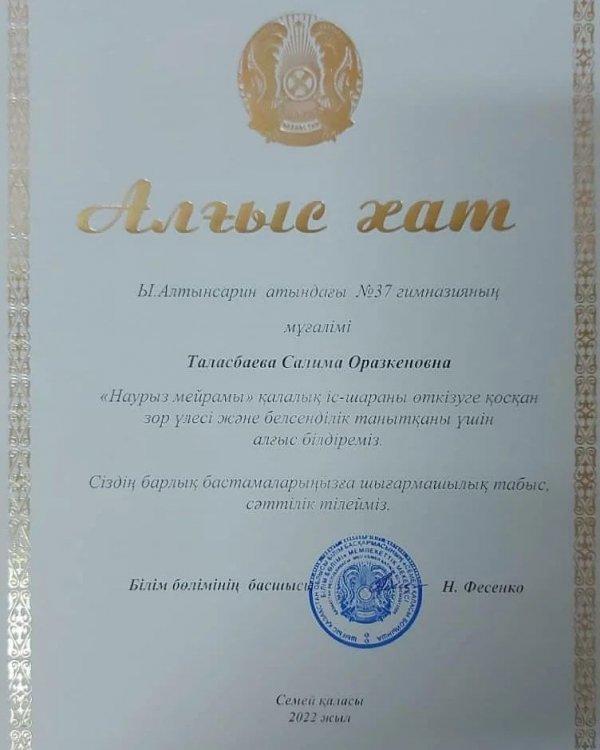 ҚАЗАҚСТАН
Алғыс хат
Ы.Алтынсарин атындағы №37 гимназияның
мұғалімі
Таласбаева Салима Оразкеновна
«Наурыз мейрамы» қалалық іс-шараны өткізуге қосқан
зор үлесі және белсенділік танытқаны үшін
алғыс білдіреміз.
Сіздің барлық бастамаларыңызға шығармашылық табыс,
сәттілік тілейміз.
Білім бөлімінің басшысы
Н. Фесенко
Семей қаласы
2022 жыл